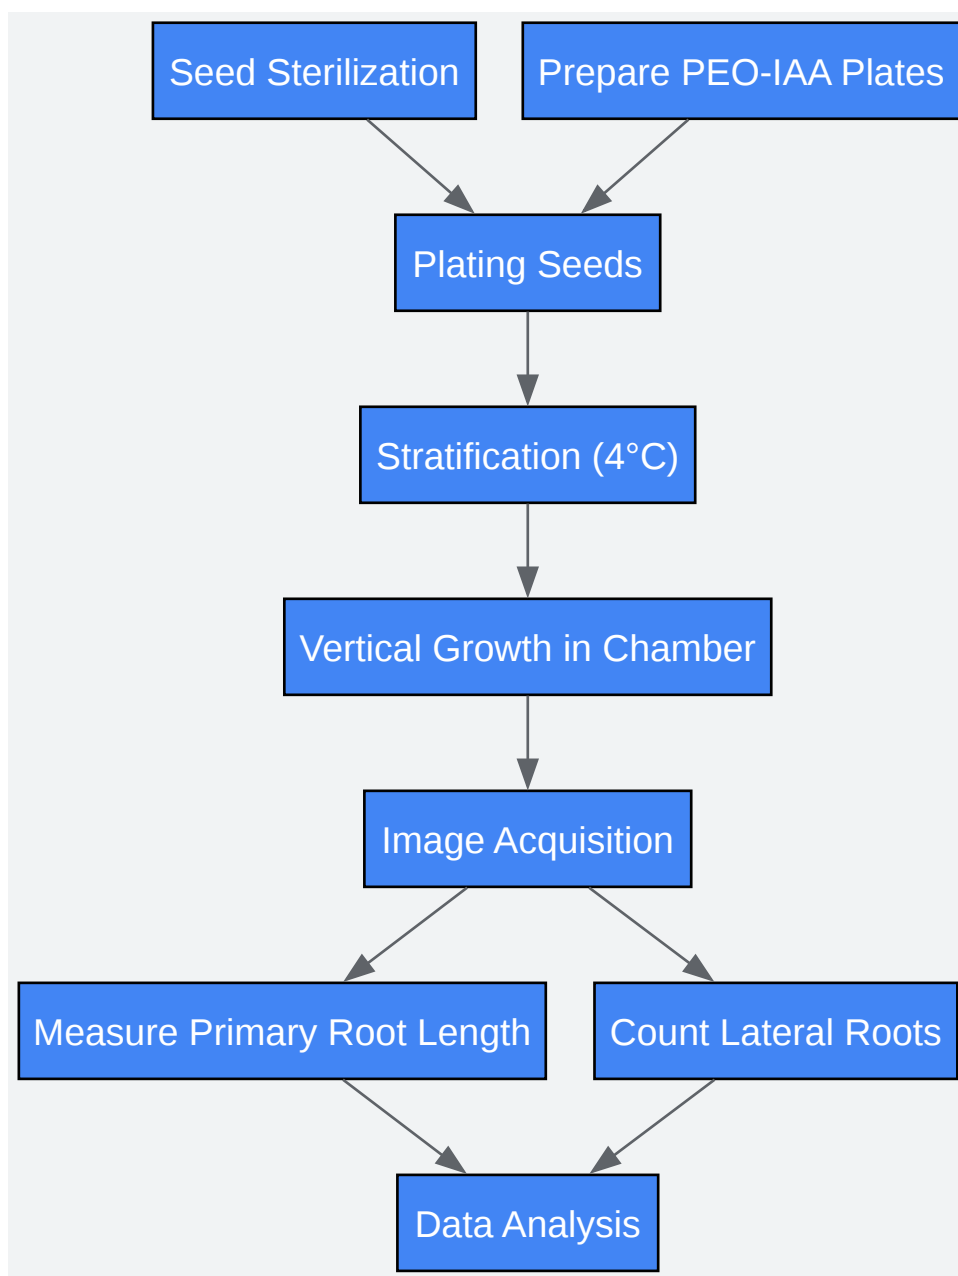 Seed Sterilization
Prepare PEO-IAA Plates
Plating Seeds
Stratification (4°C)
Vertical Growth in Chamber
Image Acquisition
Measure Primary Root Length
Count Lateral Roots
Data Analysis